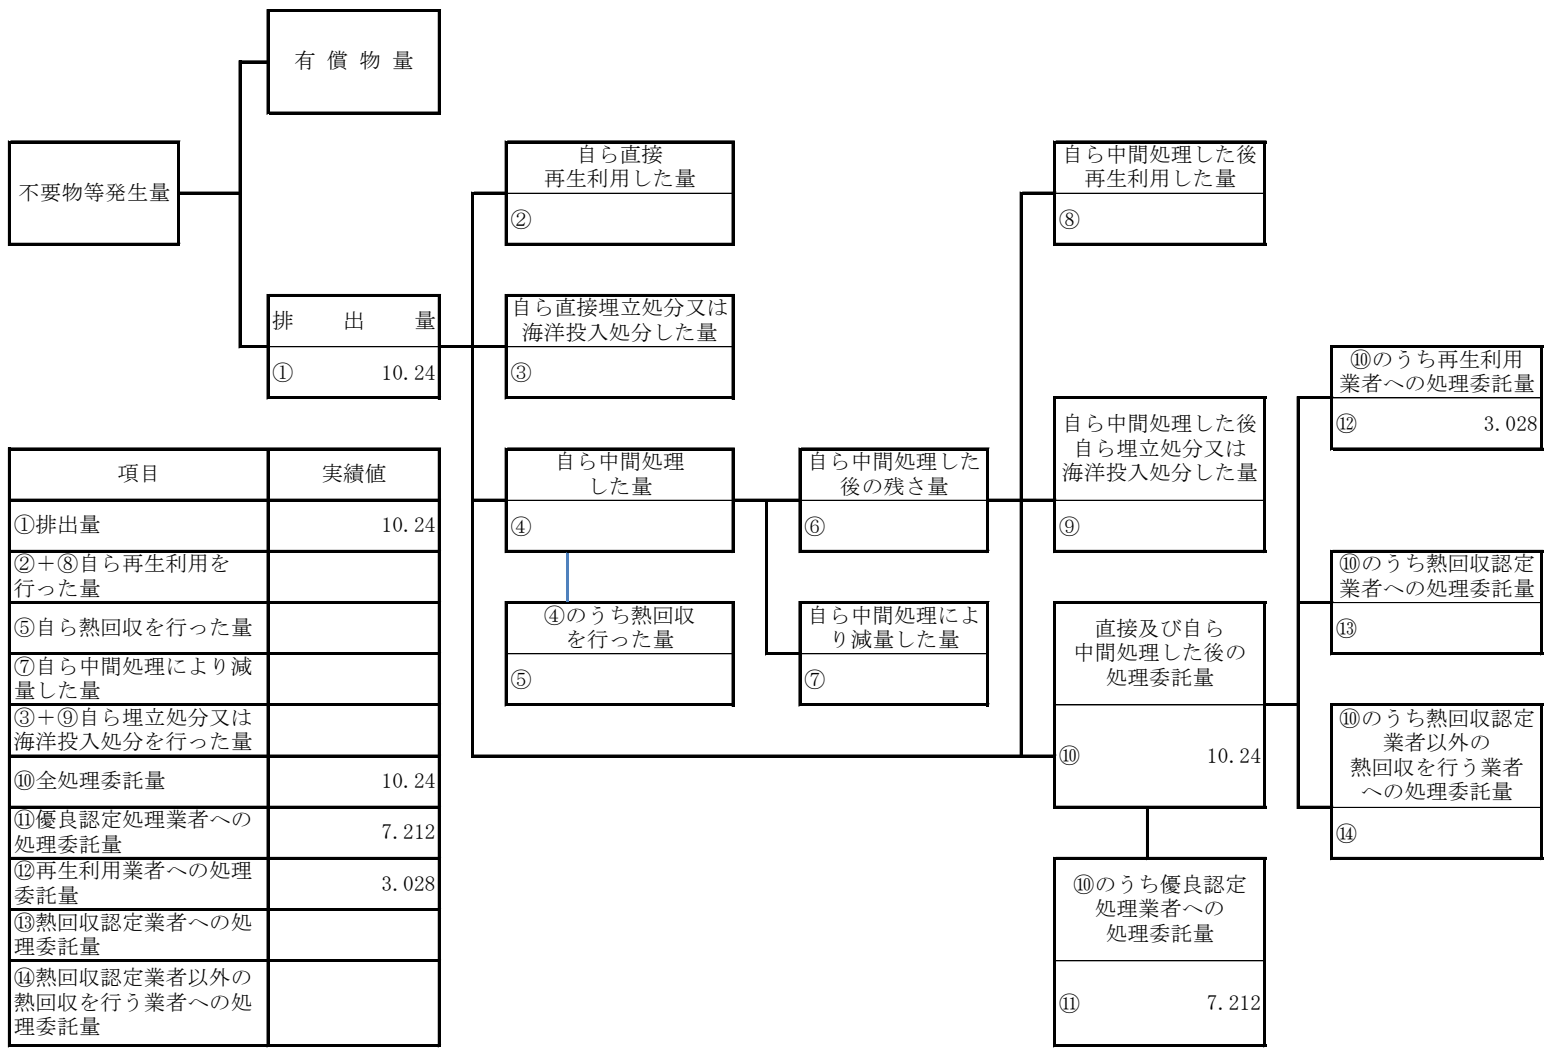 有 償 物 量
不要物等発生量
排 出 量
① 10.24
自ら直接
再生利用した量
②
自ら直接埋立処分又は
海洋投入処分した量
③
自ら中間処理
した量
④
④のうち熱回収
を行った量
⑤
自ら中間処理した
後の残さ量
⑥
自ら中間処理によ
り減量した量
⑦
自ら中間処理した後
再生利用した量
⑧
自ら中間処理した後
自ら埋立処分又は
海洋投入処分した量
⑨
直接及び自ら
中間処理した後の
処理委託量
⑩ 10.24
⑩のうち優良認定
処理業者への
処理委託量
⑪ 7.212
⑩のうち再生利用
業者への処理委託量
⑫ 3.028
⑩のうち熱回収認定
業者への処理委託量
⑬
⑩のうち熱回収認定
業者以外の
熱回収を行う業者
への処理委託量
⑭
項目 実績値
①排出量 10.24
②＋⑧自ら再生利用を
行った量
⑤自ら熱回収を行った量
⑦自ら中間処理により減
量した量
③＋⑨自ら埋立処分又は
海洋投入処分を行った量
⑩全処理委託量 10.24
⑪優良認定処理業者への
処理委託量 7.212
⑫再生利用業者への処理
委託量 3.028
⑬熱回収認定業者への処
理委託量
⑭熱回収認定業者以外の
熱回収を行う業者への処
理委託量